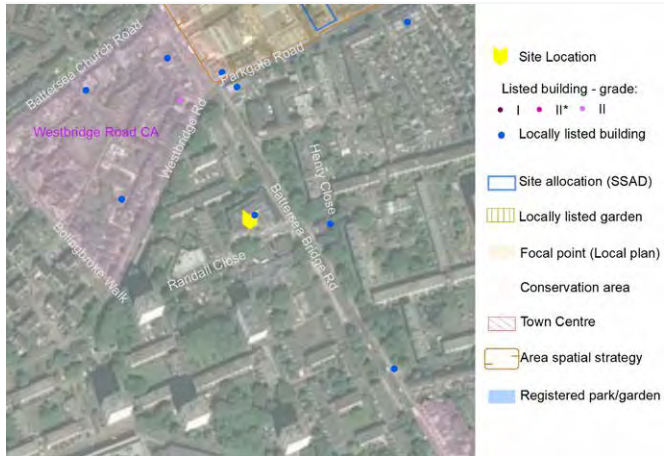 Battersea Church Road
Parkgate Road
Westbridge Road CA
Westbridge Rd
Henty Close
Battersea Bridge Rd
Randall Close
Bolingbroke Walk
Site Location
Listed building - grade:
I II* II
Locally listed building
Site allocation (SSAD)
Locally listed garden
Focal point (Local plan)
Conservation area
Town Centre
Area spatial strategy
Registered park/garden